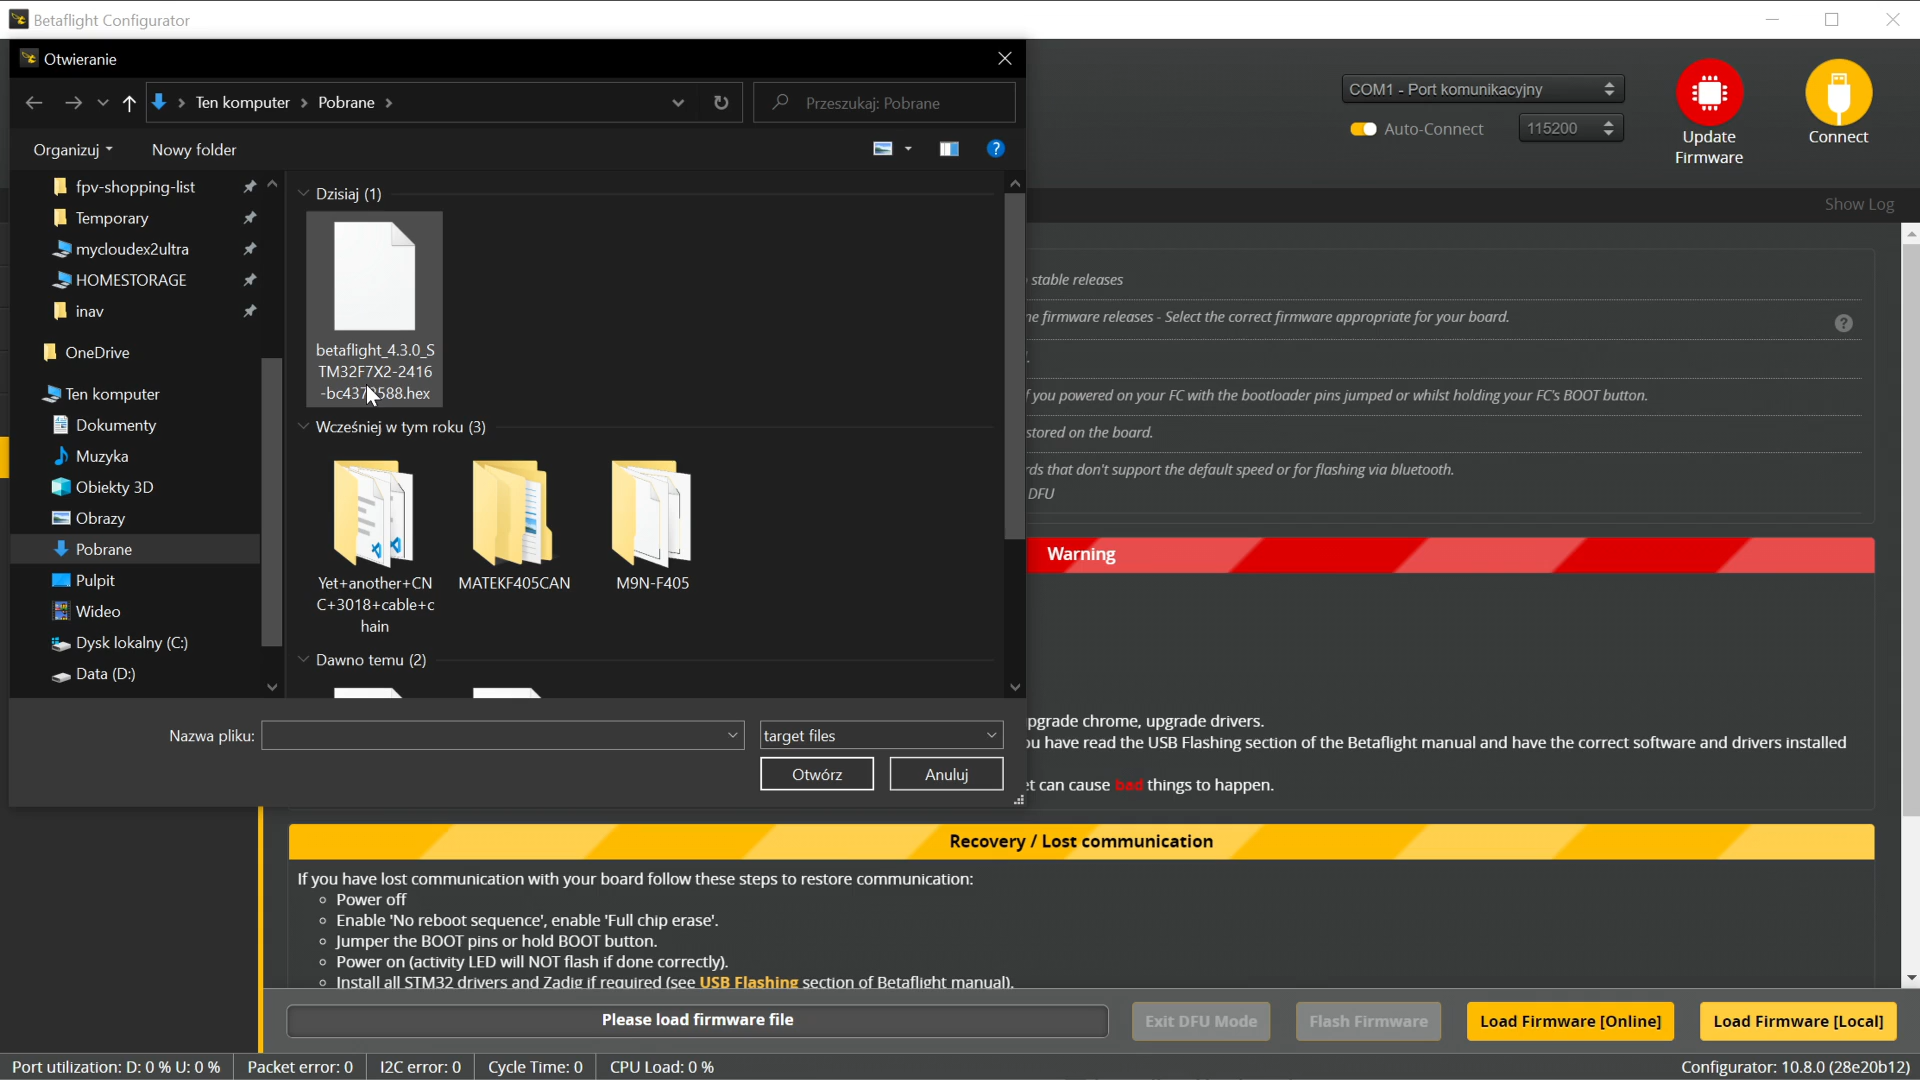 Betaflight Configurator
Otwieranie
Ten komputer
Pobrane
Przeszukaj: Pobrane
Organizuj
Nowy folder
fpv-shopping-list
Temporary
mycloudex2ultra
HOMESTORAGE
inav
OneDrive
Ten komputer
Dokumenty
Muzyka
Obiekty 3D
Obrazy
Pobrane
Pulpit
Wideo
Dysk lokalny (C:)
Data (D:)
Dzisiaj (1)
betaflight_4.3.0_S
TM32F7X2-2416
Wcześniej w tym roku (3)
Yet+another+CN
C+3018+cable+c
hain
MATEKF405CAN
M9N-F405
Dawno temu (2)
Nazwa pliku:
target files
Otwórz
Anuluj
COM1 - Port komunikacyjny
Auto-Connect
115200
Update
Firmware
Connect
Show Log
stable releases
firmware releases - Select the correct firmware appropriate for your board.
you powered on your FC with the bootloader pins jumped or whilst holding your FC's BOOT button.
stored on the board.
that don't support the default speed or for flashing via bluetooth.
DFU
Warning
upgrade chrome, upgrade drivers.
have read the USB Flashing section of the Betaflight manual and have the correct software and drivers installed
can cause bad things to happen.
Recovery / Lost communication
If you have lost communication with your board follow these steps to restore communication:
Power off
Enable 'No reboot sequence', enable 'Full chip erase'.
Jumper the BOOT pins or hold BOOT button.
Power on (activity LED will NOT flash if done correctly).
Install all STM32 drivers and Zadig if required (see USB Flashing section of Betaflight manual).
Please load firmware file
Exit DFU Mode
Flash Firmware
Load Firmware [Online]
Load Firmware [Local]
Port utilization: D: 0 % U: 0 %
Packet error: 0
I2C error: 0
Cycle Time: 0
CPU Load: 0 %
Configurator: 10.8.0 (28e20b12)